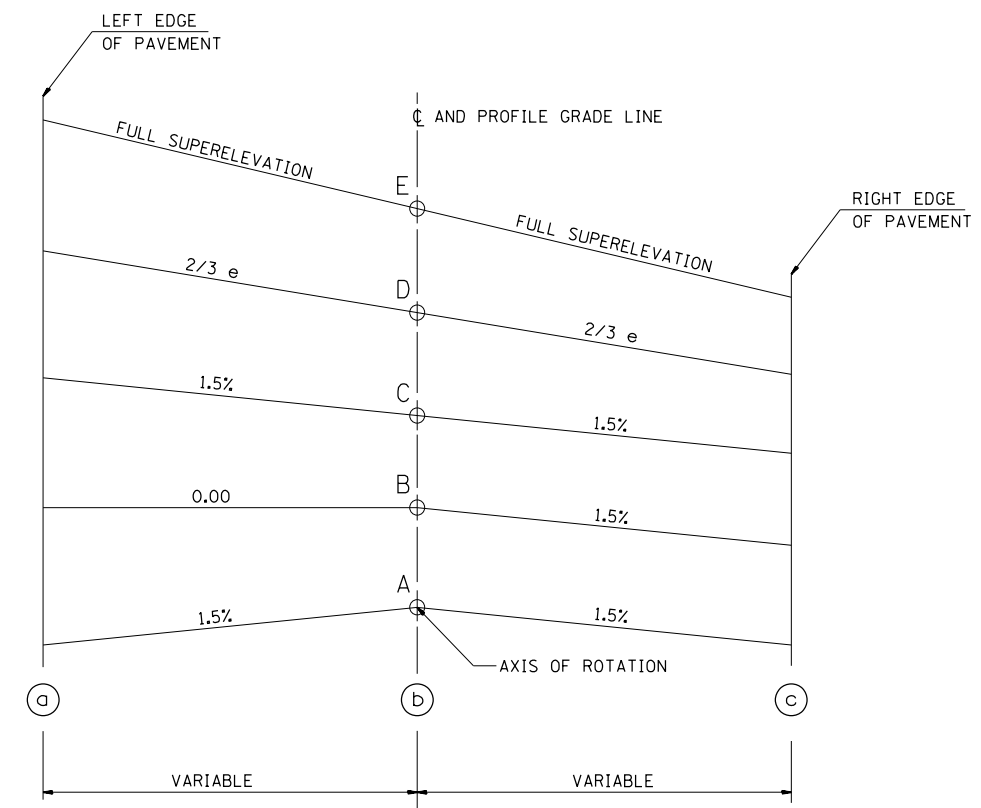 LEFT EDGE
OF PAVEMENT
℄ AND PROFILE GRADE LINE
FULL SUPERELEVATION
E
RIGHT EDGE
OF PAVEMENT
FULL SUPERELEVATION
2/3 e
D
2/3 e
1.5%
C
1.5%
0.00
B
1.5%
A
1.5%
1.5%
AXIS OF ROTATION
a
b
c
VARIABLE
VARIABLE